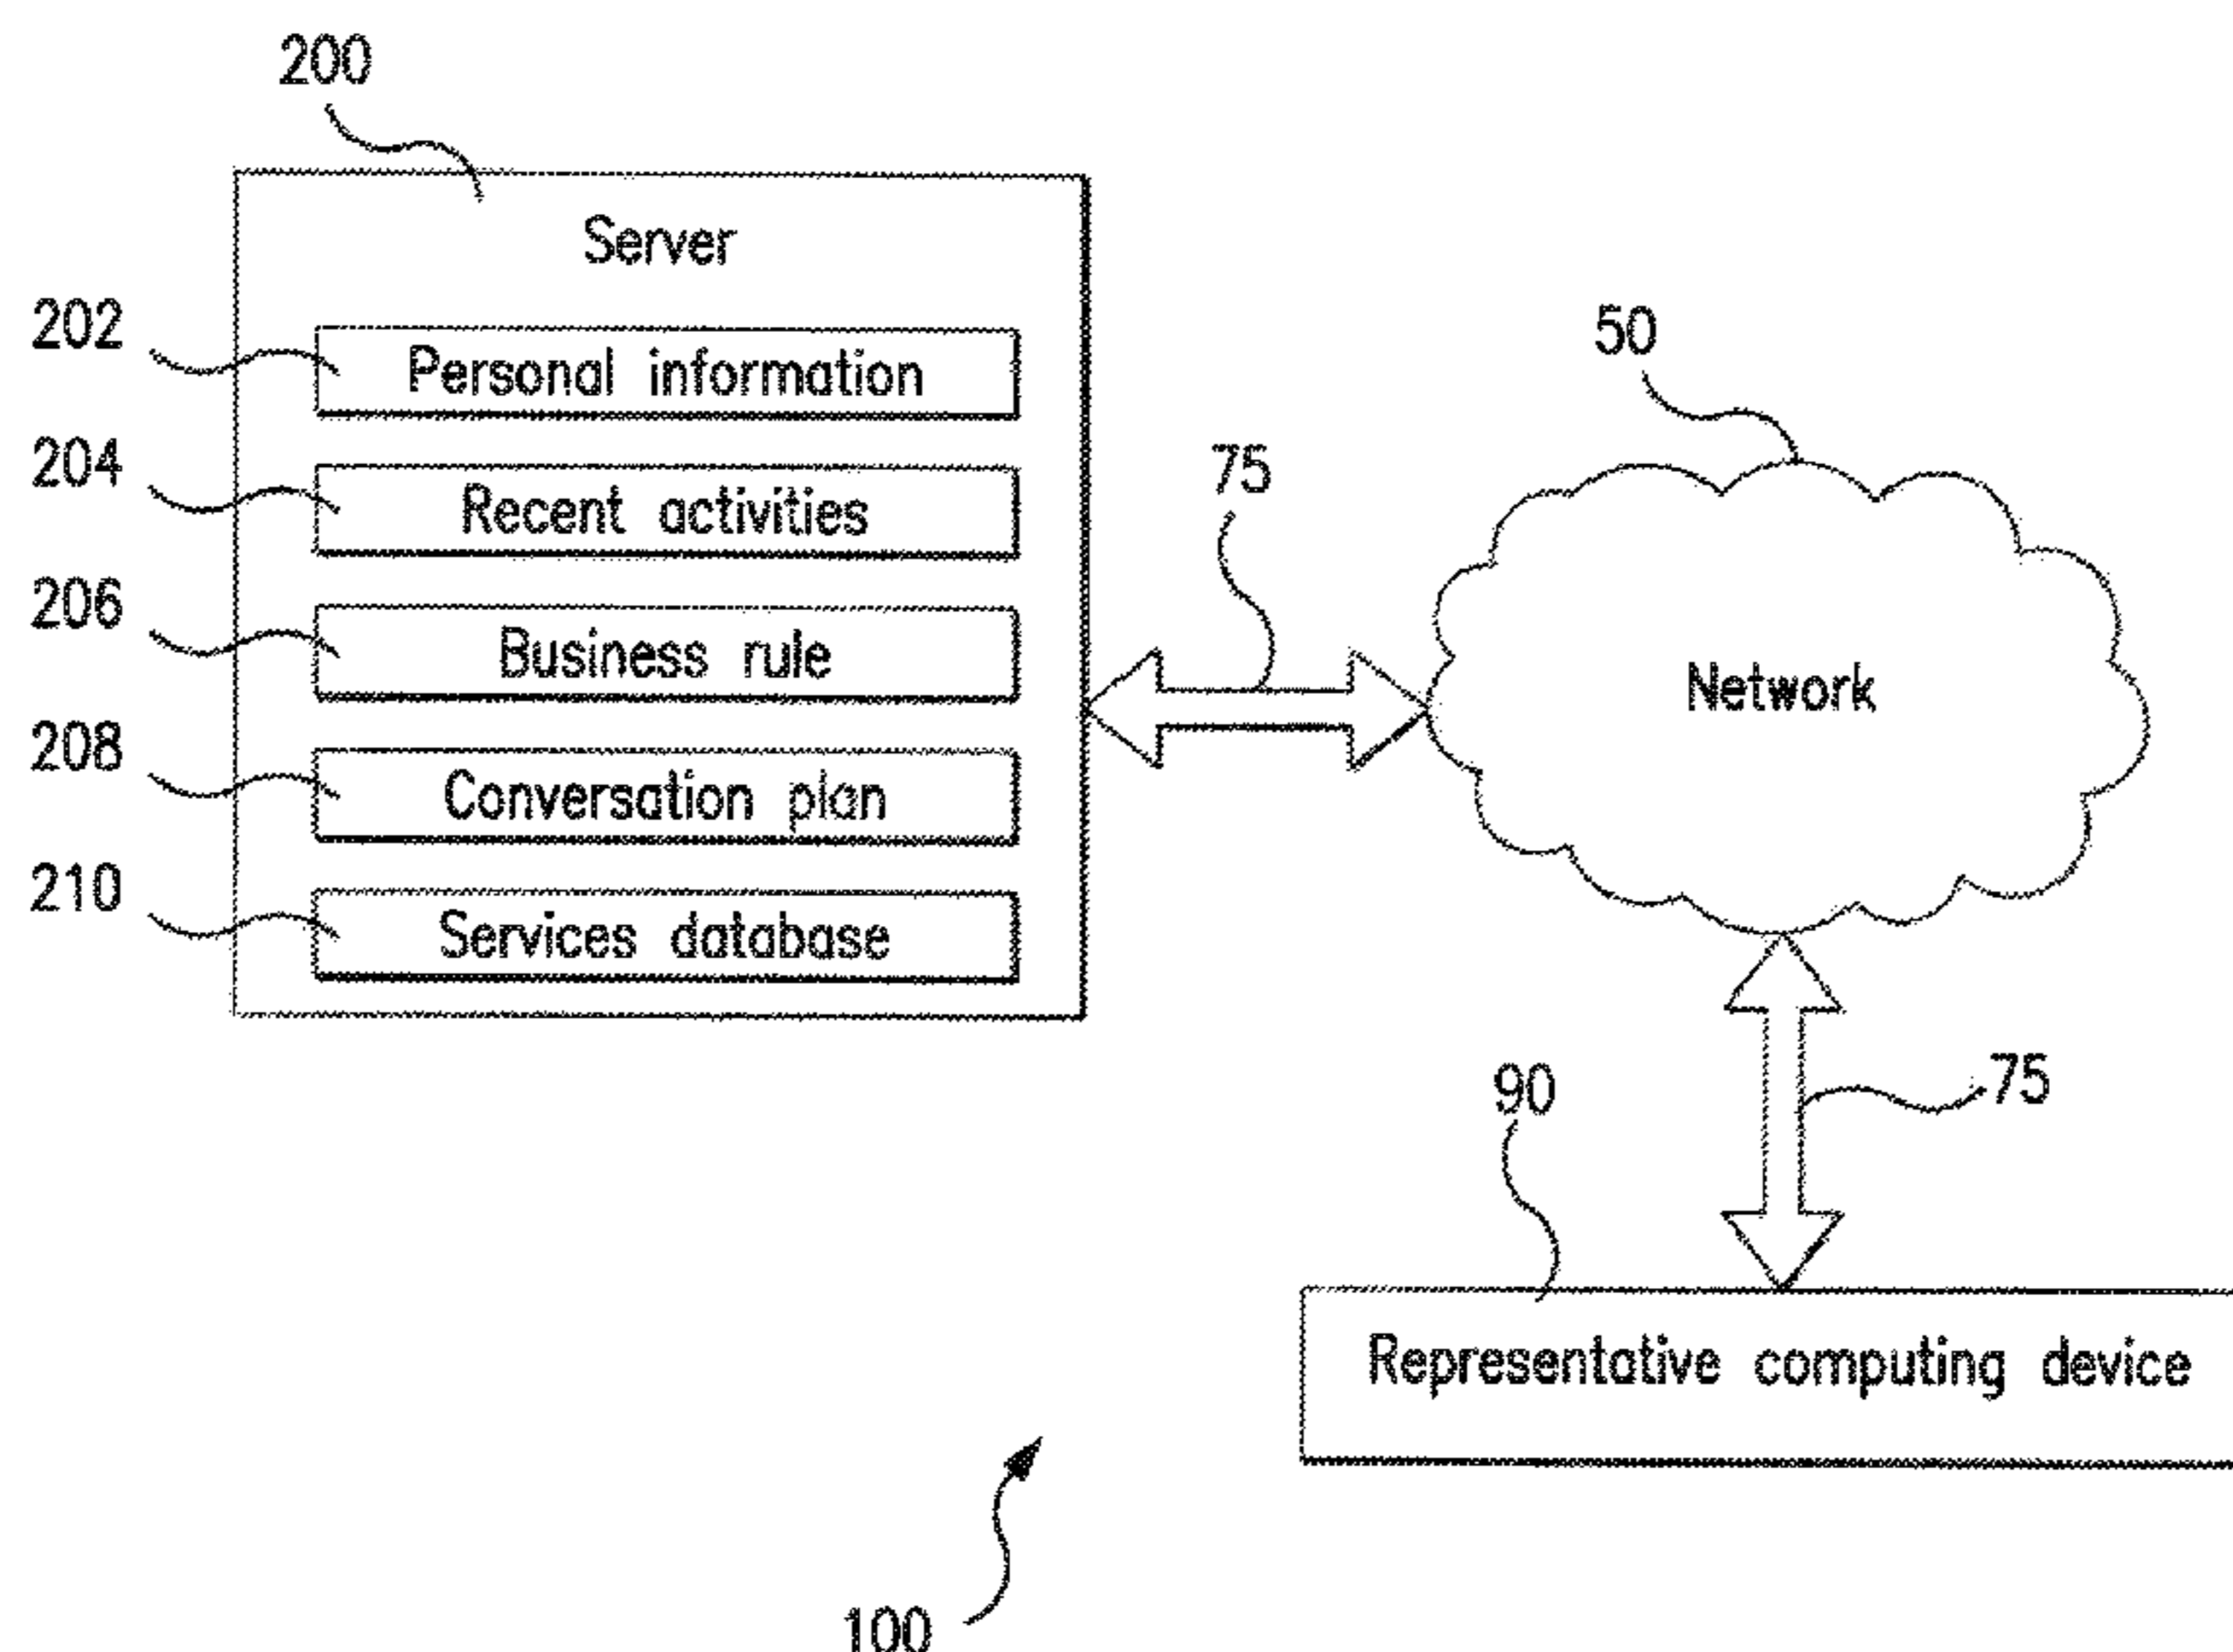 200
Server
202
Personal information
204
Recent activities
206
Business rule
208
Conversation plan
210
Services database
75
50
Network
75
90
Representative computing device
100